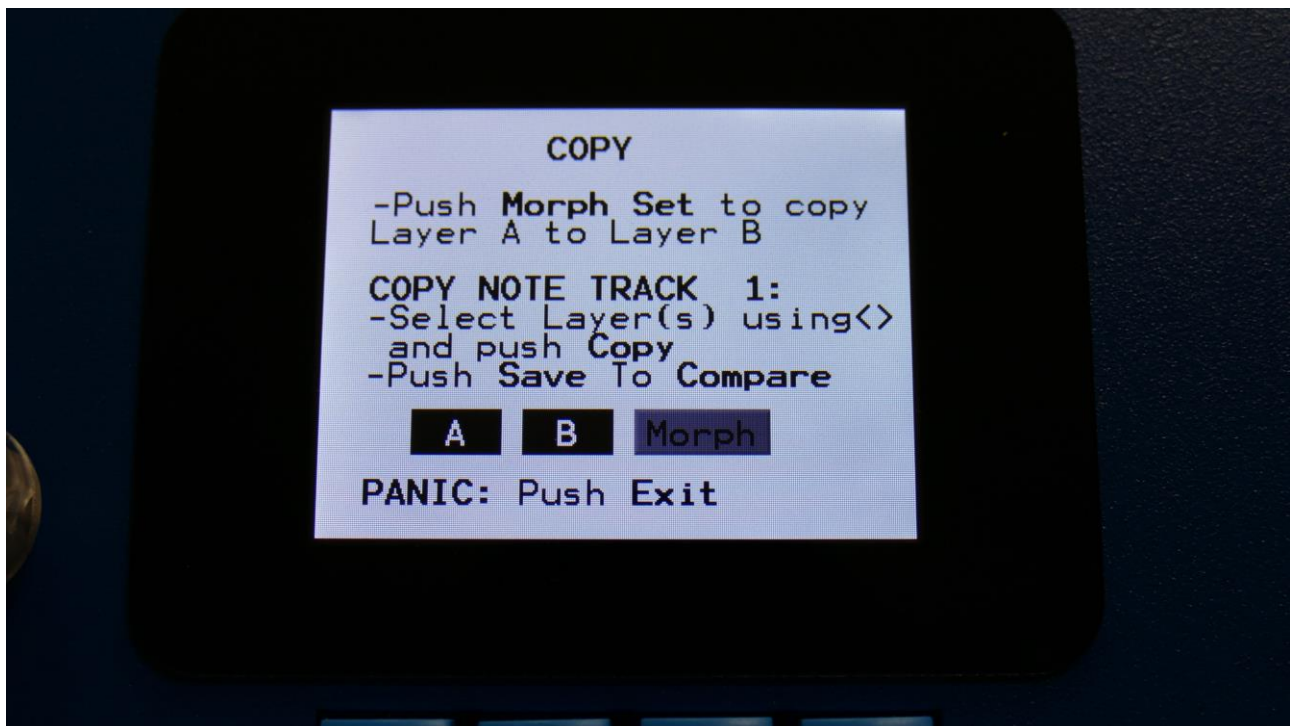 COPY
-Push Morph Set to copy
Layer A to Layer B
COPY NOTE TRACK 1:
-Select Layer(s) using<>
and push Copy
-Push Save To Compare
A B Morph
PANIC: Push Exit